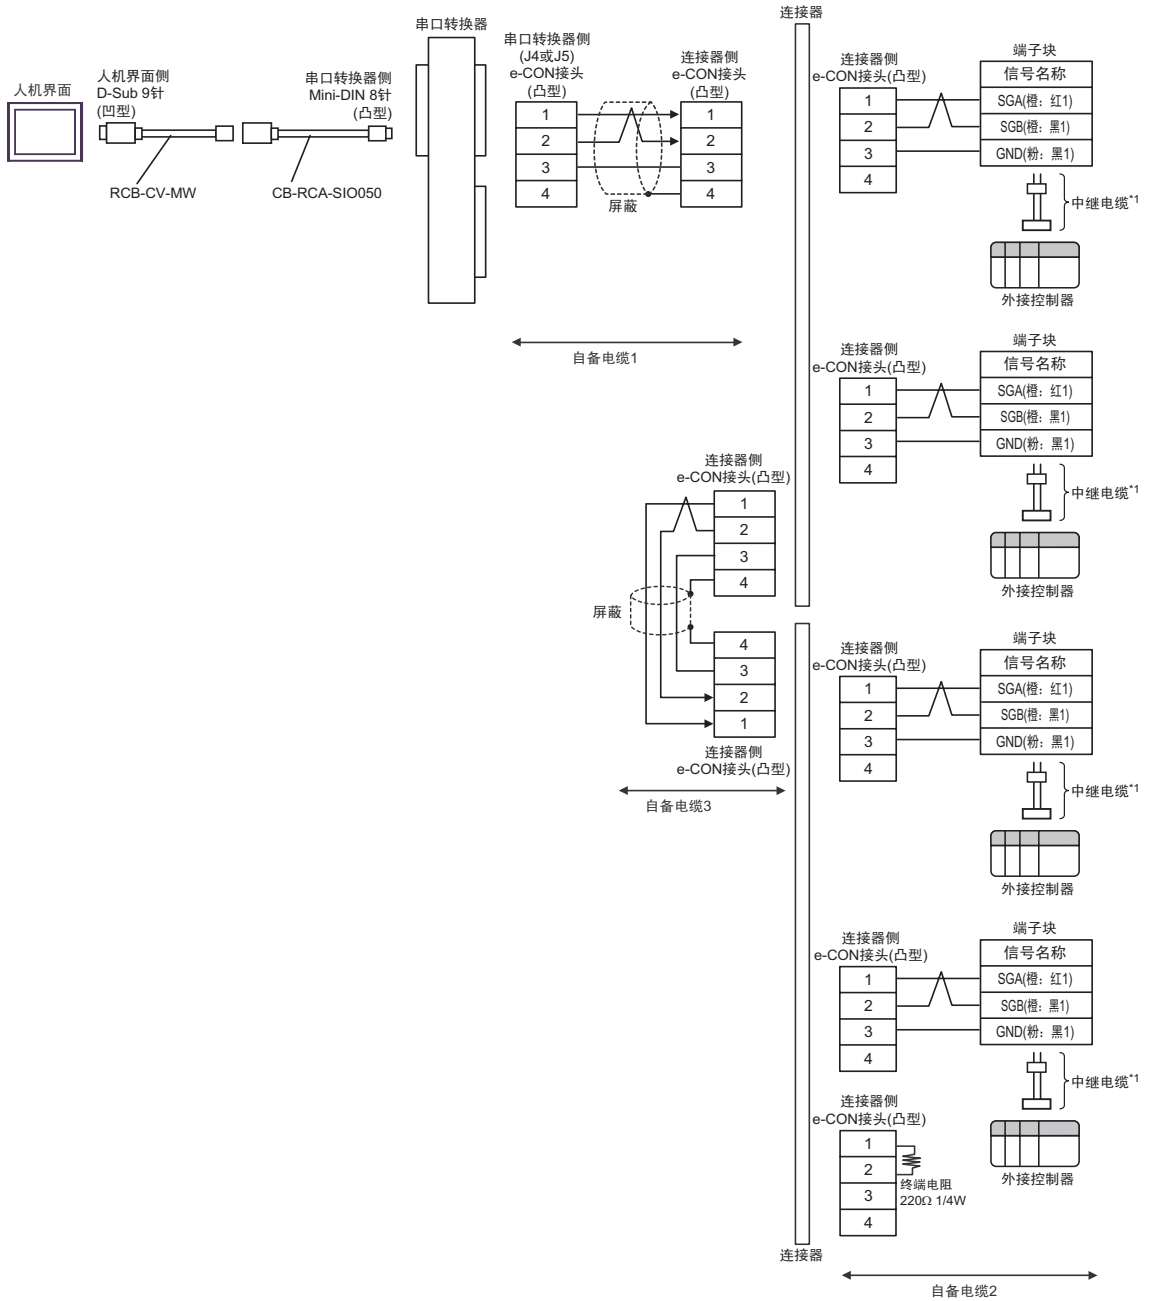 人机界面
人机界面侧
D-Sub 9针
(凹型)
RCB-CV-MW
串口转换器侧
Mini-DIN 8针
(凸型)
CB-RCA-SIO050
串口转换器
串口转换器侧
(J4或J5)
e-CON接头
(凸型)
1
2
3
4
屏蔽
连接器侧
e-CON接头
(凸型)
1
2
3
4
自备电缆1
连接器
连接器侧
e-CON接头(凸型)
1
2
3
4
端子块
信号名称
SGA(橙：红1)
SGB(橙：黑1)
GND(粉：黑1)
中继电缆*1
外接控制器
连接器侧
e-CON接头(凸型)
1
2
3
4
端子块
信号名称
SGA(橙：红1)
SGB(橙：黑1)
GND(粉：黑1)
中继电缆*1
外接控制器
连接器侧
e-CON接头(凸型)
1
2
3
4
屏蔽
4
3
2
1
连接器侧
e-CON接头(凸型)
自备电缆3
连接器侧
e-CON接头(凸型)
1
2
3
4
端子块
信号名称
SGA(橙：红1)
SGB(橙：黑1)
GND(粉：黑1)
中继电缆*1
外接控制器
连接器侧
e-CON接头(凸型)
1
2
3
4
端子块
信号名称
SGA(橙：红1)
SGB(橙：黑1)
GND(粉：黑1)
中继电缆*1
外接控制器
连接器侧
e-CON接头(凸型)
1
2
3
4
终端电阻
220Ω 1/4W
连接器
自备电缆2